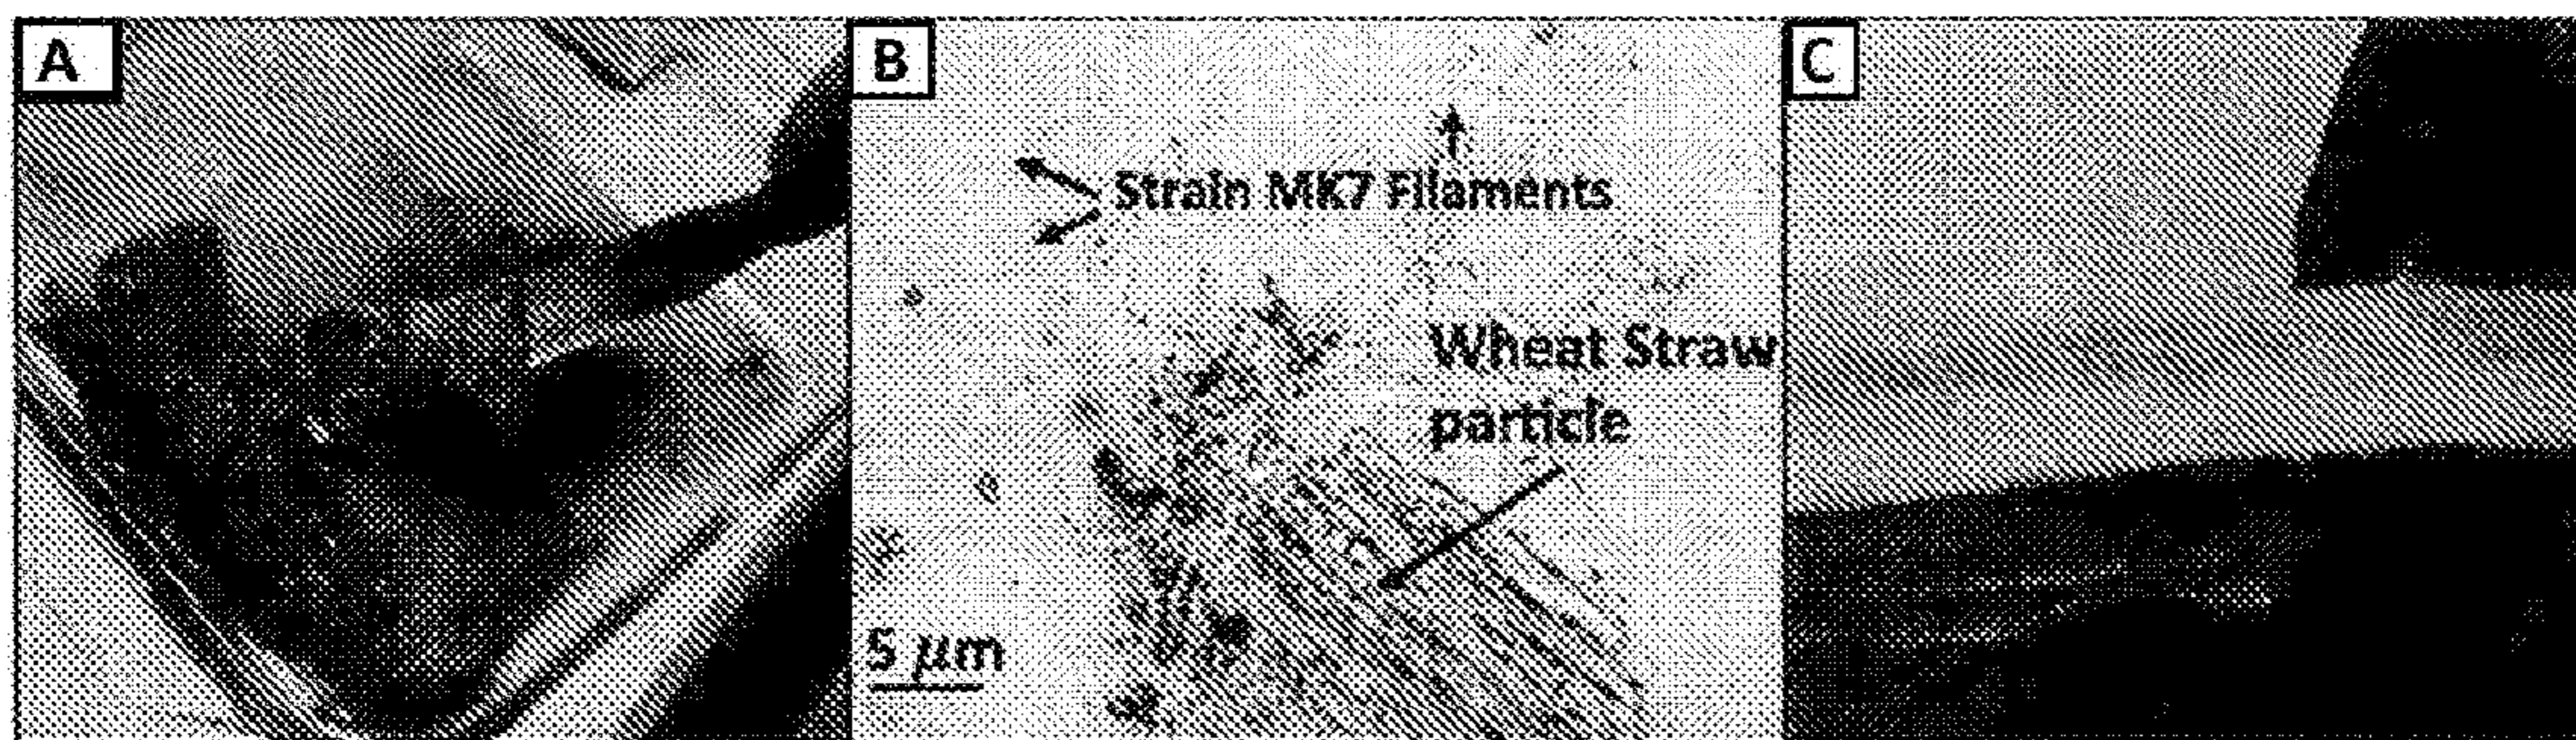 A
B
C
Strain MK7 Filaments
Wheat Straw
particle
5 µm